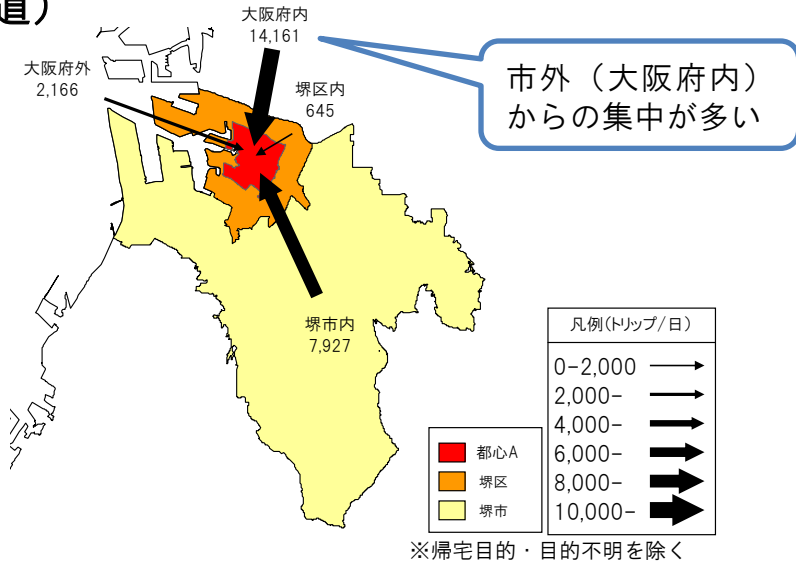 道）
大阪府内
14,161
大阪府外
2,166
堺区内
645
市外（大阪府内）
からの集中が多い
堺市内
7,927
凡例(トリップ/日)
0-2,000
2,000-
4,000-
6,000-
8,000-
10,000-
都心A
堺区
堺市
※帰宅目的・目的不明を除く